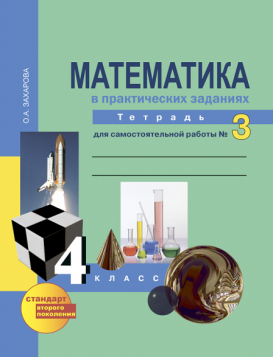 О.А. ЗАХАРОВА
МАТЕМАТИКА
в практических заданиях
Тетрадь
для самостоятельной работы № 3
4
КЛАСС
стандарт
второго
поколения